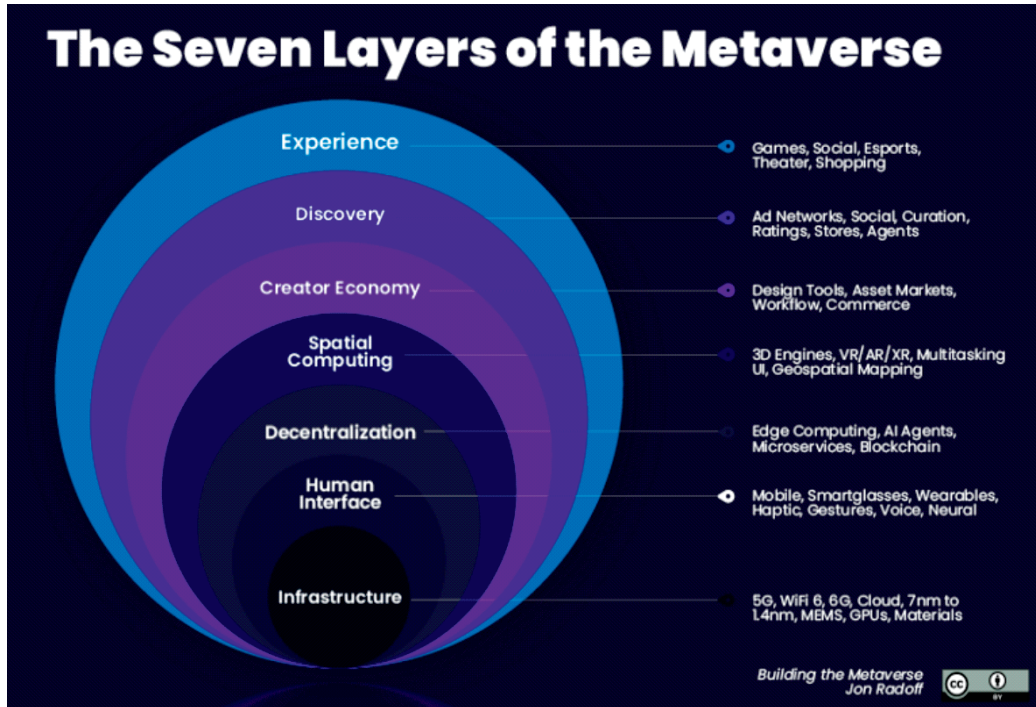 The Seven Layers of the Metaverse
Experience
Games, Social, Esports,
Theater, Shopping
Discovery
Ad Networks, Social, Curation,
Ratings, Stores, Agents
Creator Economy
Design Tools, Asset Markets,
Workflow, Commerce
Spatial
Computing
3D Engines, VR/AR/XR, Multitasking
UI, Geospatial Mapping
Decentralization
Edge Computing, AI Agents,
Microservices, Blockchain
Human
Interface
Mobile, Smartglasses, Wearables,
Haptic, Gestures, Voice, Neural
Infrastructure
5G, WiFi 6, 6G, Cloud, 7nm to
1.4nm, MEMS, GPUs, Materials
Building the Metaverse
Jon Radoff
cc
BY